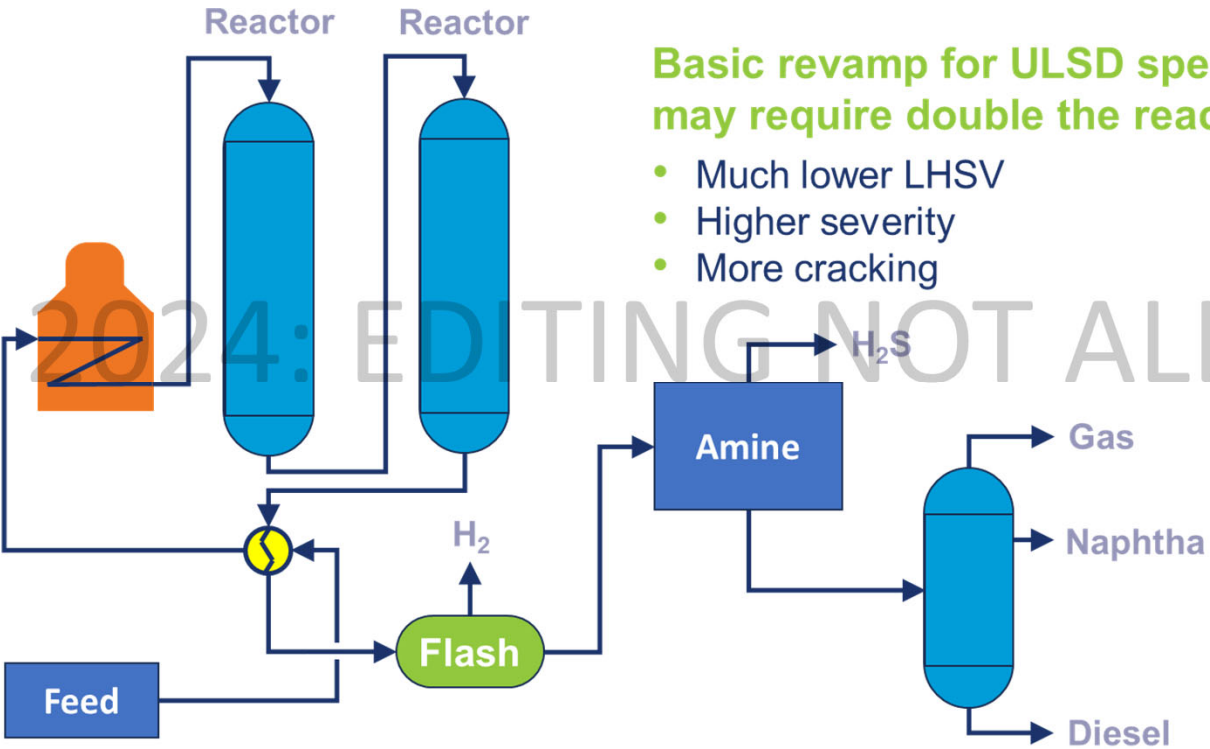 Reactor
Reactor
Basic revamp for ULSD spe
may require double the reac
• Much lower LHSV
• Higher severity
• More cracking
2024: EDITING NOT ALL
H₂S
Amine
Gas
H₂
Naphtha
Flash
Feed
Diesel